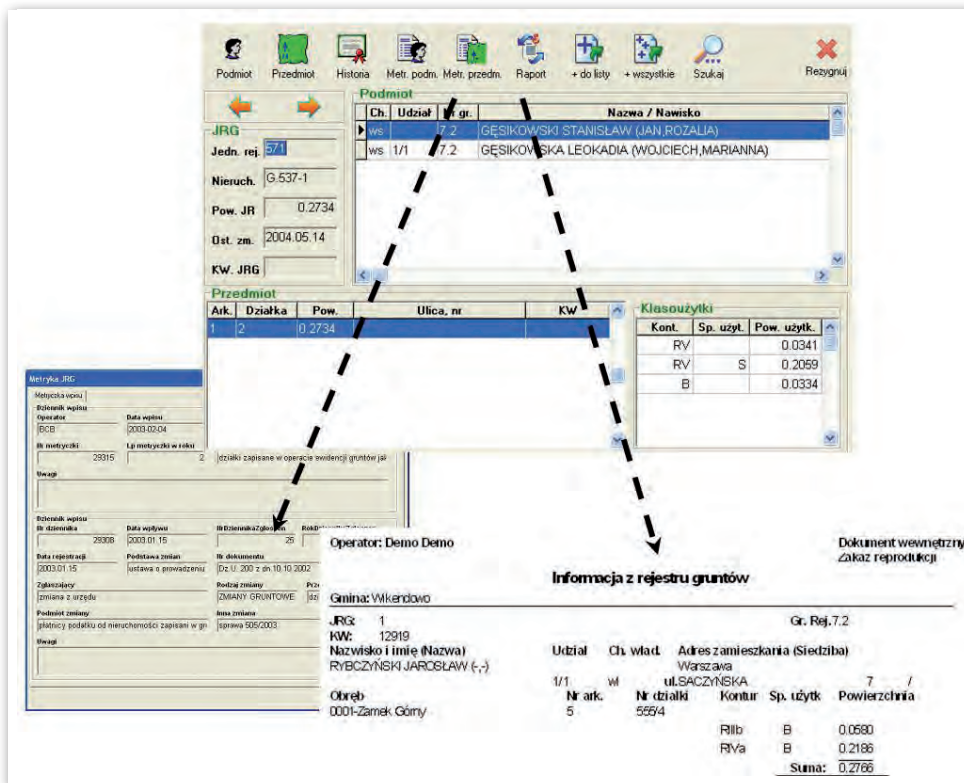 Podmiot Przedmiot Historia Metr. podm. Metr. przedm. Raport + do listy + wszystkie Szukaj Rezygnuj
Podmiot
Ch. Udział Nr gr. Nazwa / Nawisko
ws 7.2 GĘSIKOWSKI STANISŁAW (JAN,ROZALIA)
ws 1/1 7.2 GĘSIKOWSKA LEOKADIA (WOJCIECH,MARIANNA)
JRG
Jedn. rej. 571
Nieruch. G.537-1
Pow. JR 0.2734
Ost. zm. 2004.05.14
KW. JRG
Przedmiot
Ark. Działka Pow. Ulica, nr KW
1 2 0.2734
Klasoużytki
Kont. Sp. użyt. Pow. użytk.
RV 0.0341
RV S 0.2059
B 0.0334
Metryka JRG
Metryczka wpisu
Dziennik wpisu
Operator Data wpisu
BCB 2003-02-04
Nr metryczki Lp metryczki w roku
29315 2 działki zapisane w operacie ewidencji gruntów jak
Uwagi
Dziennik wpisu
Nr dziennika Data wpływu NrDziennikaZgłoszeń
29308 2003.01.15 25
Data rejestracji Podstawa zmian Nr dokumentu
2003.01.15 ustawa o prowadzeniu Dz.U. 200 z dn.10.10 2002
Zgłaszający Rodzaj zmiany Prze
zmiana z urzędu ZMIANY GRUNTOWE
Podmiot zmiany Inna zmiana
płatnicy podatku od nieruchomości zapisani w gr sprawa 505/2003
Uwagi
Operator: Demo Demo Dokument wewnętrzny
Zakaz reprodukcji
Informacja z rejestru gruntów
Gmina: Wikendowo
JRG: 1 Gr. Rej. 7.2
KW: 12919
Nazwisko i imię (Nazwa) Udział Ch. wład. Adres zamieszkania (Siedziba)
RYBCZYŃSKI JAROSŁAW (-,-) Warszawa
1/1 wł ul.SACZYŃSKA 7 /
Obręb Nr ark. Nr działki Kontur Sp. użytk Powierzchnia
0001-Zamek Górny 5 555/4
RIIIb B 0.0580
RIVa B 0.2186
Suma: 0.2766